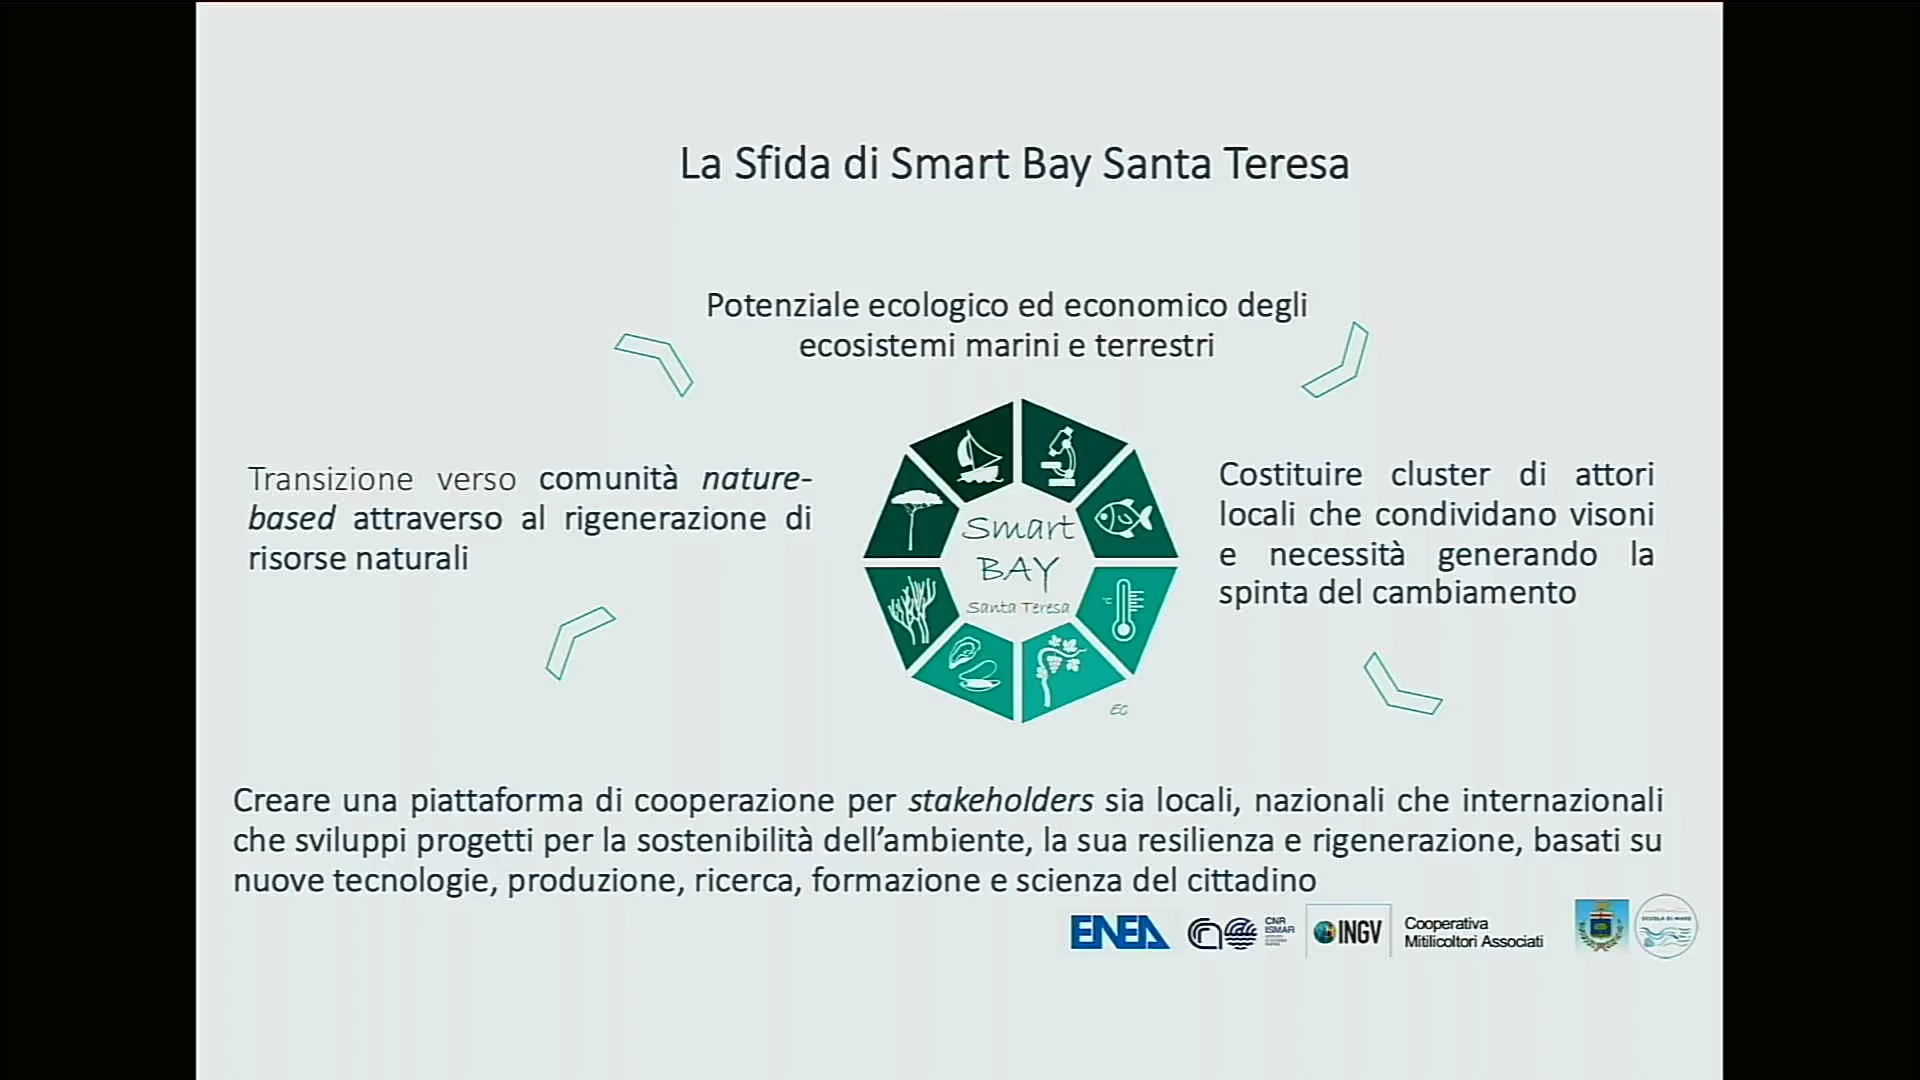 La Sfida di Smart Bay Santa Teresa
Potenziale ecologico ed economico degli
ecosistemi marini e terrestri
Transizione verso comunità nature-
based attraverso al rigenerazione di
risorse naturali
Smart
BAY
Santa Teresa
°C
EC
Costituire cluster di attori
locali che condividano visoni
e necessità generando la
spinta del cambiamento
Creare una piattaforma di cooperazione per stakeholders sia locali, nazionali che internazionali
che sviluppi progetti per la sostenibilità dell'ambiente, la sua resilienza e rigenerazione, basati su
nuove tecnologie, produzione, ricerca, formazione e scienza del cittadino
ENEA
CNR
ISMAR
INGV
Cooperativa
Mitilicoltori Associati
SCUOLA DI MARE